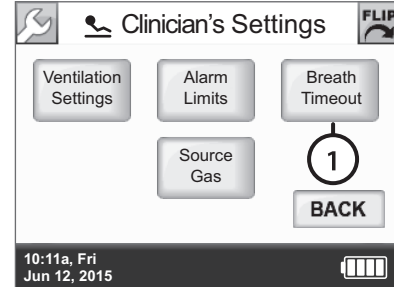 Clinician's Settings
FLIP
Ventilation
Settings
Alarm
Limits
Breath
Timeout
Source
Gas
1
BACK
10:11a, Fri
Jun 12, 2015